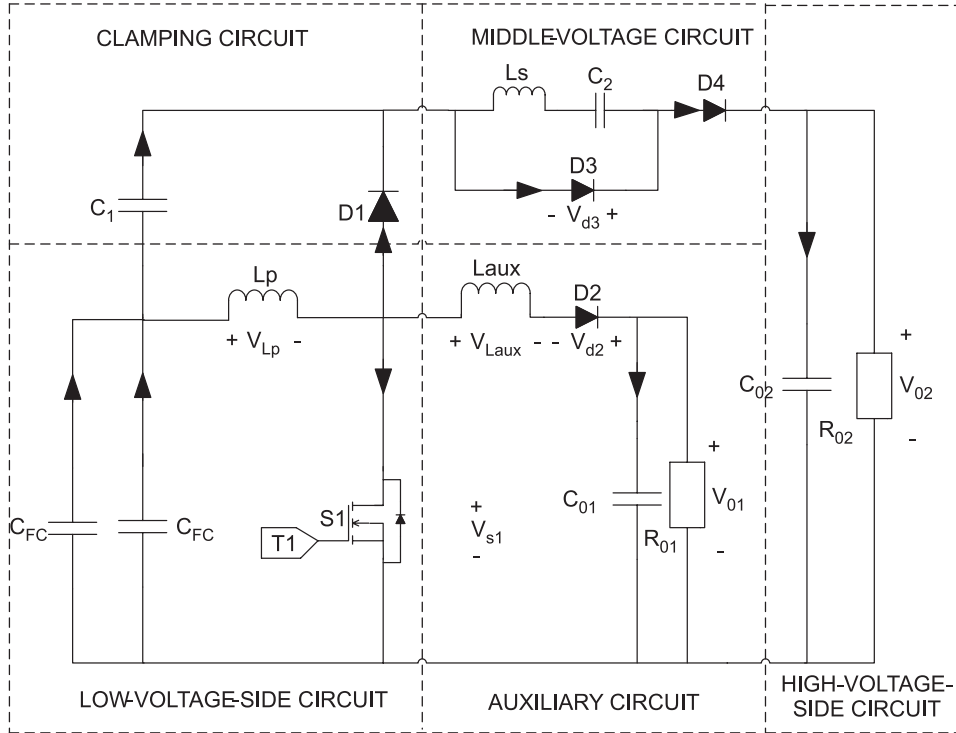 CLAMPING CIRCUIT
MIDDLE-VOLTAGE CIRCUIT
Ls
C2
D4
D3
- Vd3 +
C1
D1
Lp
+ VLp -
Laux
+ VLaux -
D2
- Vd2 +
CFC
CFC
S1
T1
+
Vs1
-
C01
R01
+
V01
-
C02
R02
+
V02
-
LOW-VOLTAGE-SIDE CIRCUIT
AUXILIARY CIRCUIT
HIGH-VOLTAGE-
SIDE CIRCUIT